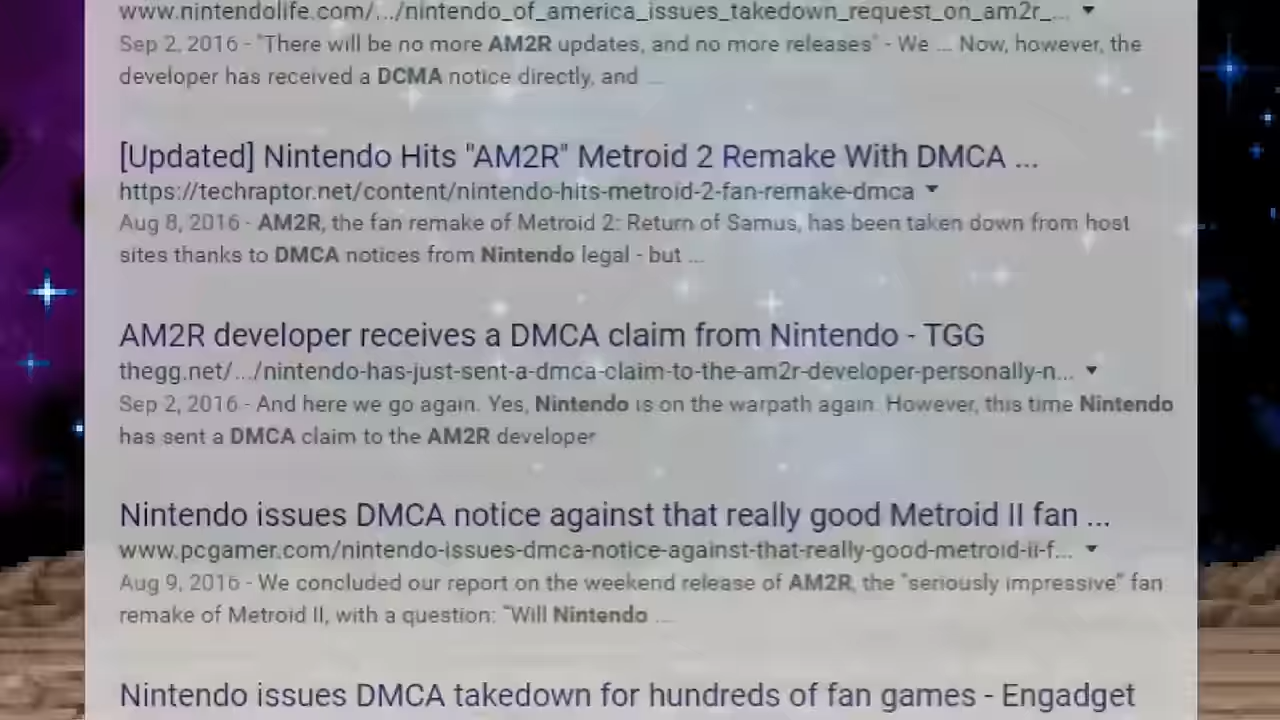 www.nintendolife.com/.../nintendo_of_america_issues_takedown_request_on_am2r_...
Sep 2, 2016 - "There will be no more AM2R updates, and no more releases" - We ... Now, however, the
developer has received a DCMA notice directly, and ...
[Updated] Nintendo Hits "AM2R" Metroid 2 Remake With DMCA ...
https://techraptor.net/content/nintendo-hits-metroid-2-fan-remake-dmca
Aug 8, 2016 - AM2R, the fan remake of Metroid 2: Return of Samus, has been taken down from host
sites thanks to DMCA notices from Nintendo legal - but ...
AM2R developer receives a DMCA claim from Nintendo - TGG
thegg.net/.../nintendo-has-just-sent-a-dmca-claim-to-the-am2r-developer-personally-n...
Sep 2, 2016 - And here we go again. Yes, Nintendo is on the warpath again. However, this time Nintendo
has sent a DMCA claim to the AM2R developer
Nintendo issues DMCA notice against that really good Metroid II fan ...
www.pcgamer.com/nintendo-issues-dmca-notice-against-that-really-good-metroid-ii-f...
Aug 9, 2016 - We concluded our report on the weekend release of AM2R, the "seriously impressive" fan
remake of Metroid II, with a question: "Will Nintendo ...
Nintendo issues DMCA takedown for hundreds of fan games - Engadget